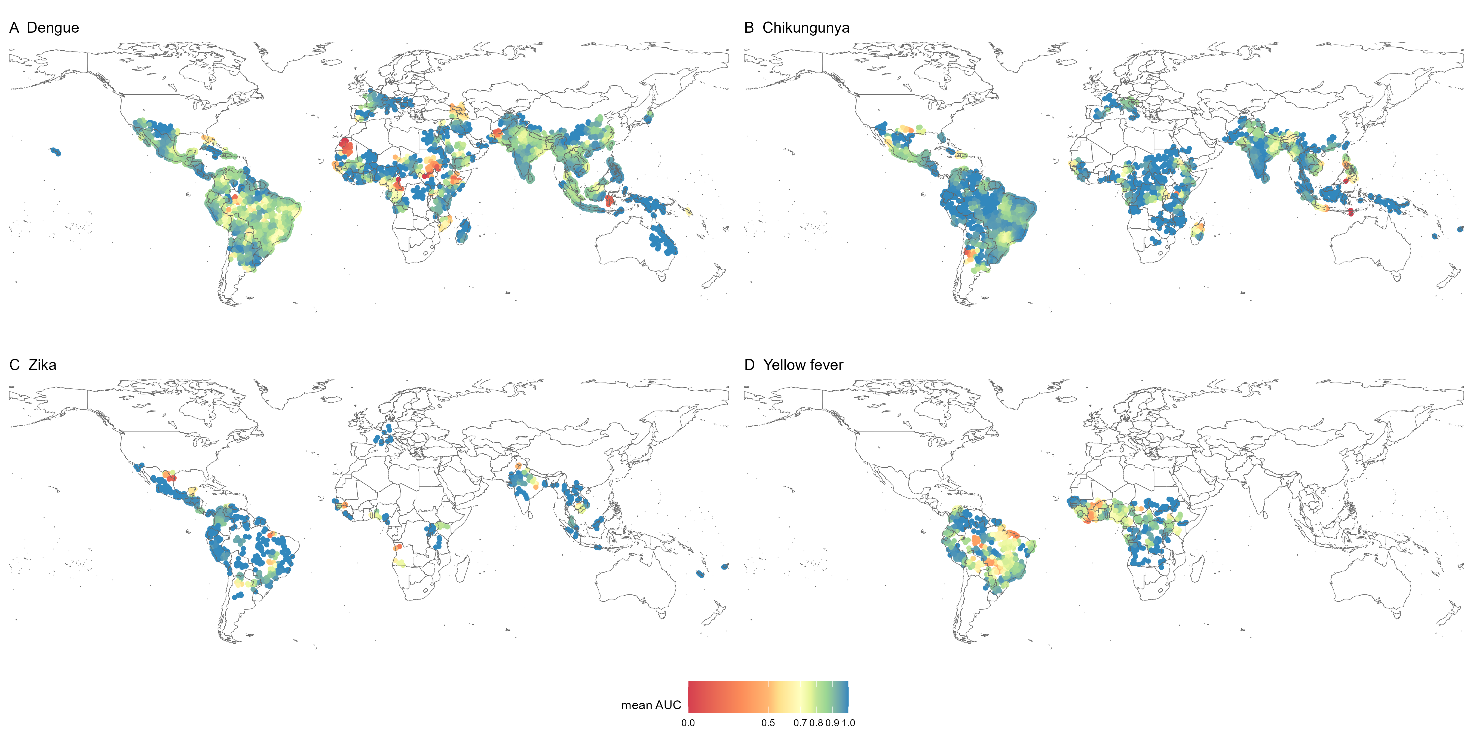 A Dengue
B Chikungunya
C Zika
D Yellow fever
mean AUC
0.0 0.5 0.7 0.8 0.9 1.0